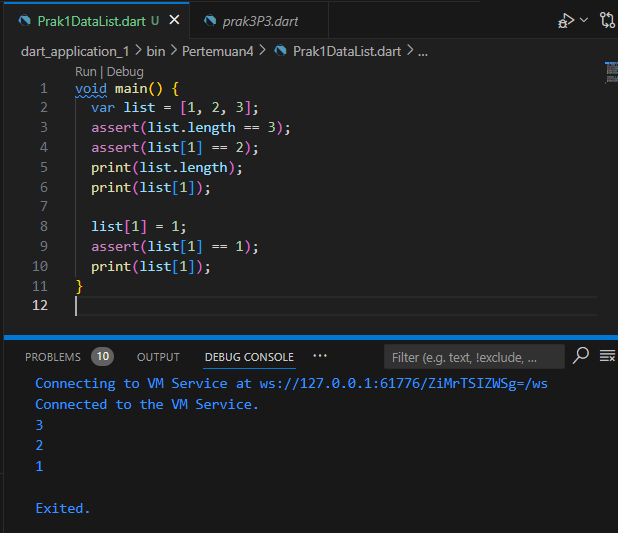 Prak1DataList.dart U
prak3P3.dart
dart_application_1 > bin > Pertemuan4 > Prak1DataList.dart > ...
Run | Debug
1 void main() {
2   var list = [1, 2, 3];
3   assert(list.length == 3);
4   assert(list[1] == 2);
5   print(list.length);
6   print(list[1]);
7
8   list[1] = 1;
9   assert(list[1] == 1);
10   print(list[1]);
11 }
12
PROBLEMS 10 OUTPUT DEBUG CONSOLE ... Filter (e.g. text, !exclude, ...
Connecting to VM Service at ws://127.0.0.1:61776/ZiMrTSIZWSg=/ws
Connected to the VM Service.
3
2
1
Exited.